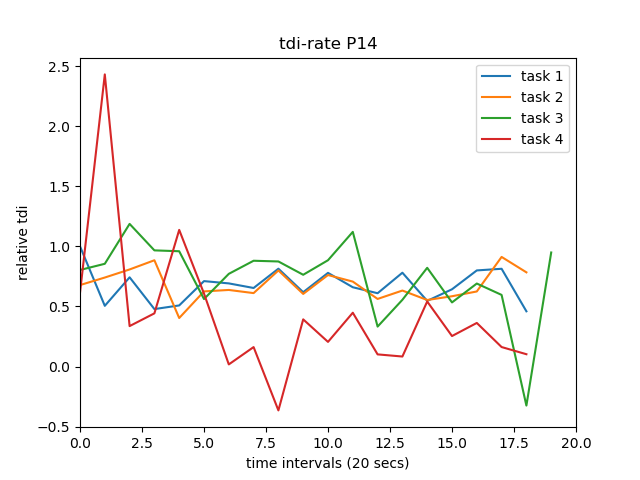 tdi-rate P14
2.5
2.0
1.5
1.0
0.5
0.0
−0.5
relative tdi
task 1
task 2
task 3
task 4
0.0 2.5 5.0 7.5 10.0 12.5 15.0 17.5 20.0
time intervals (20 secs)